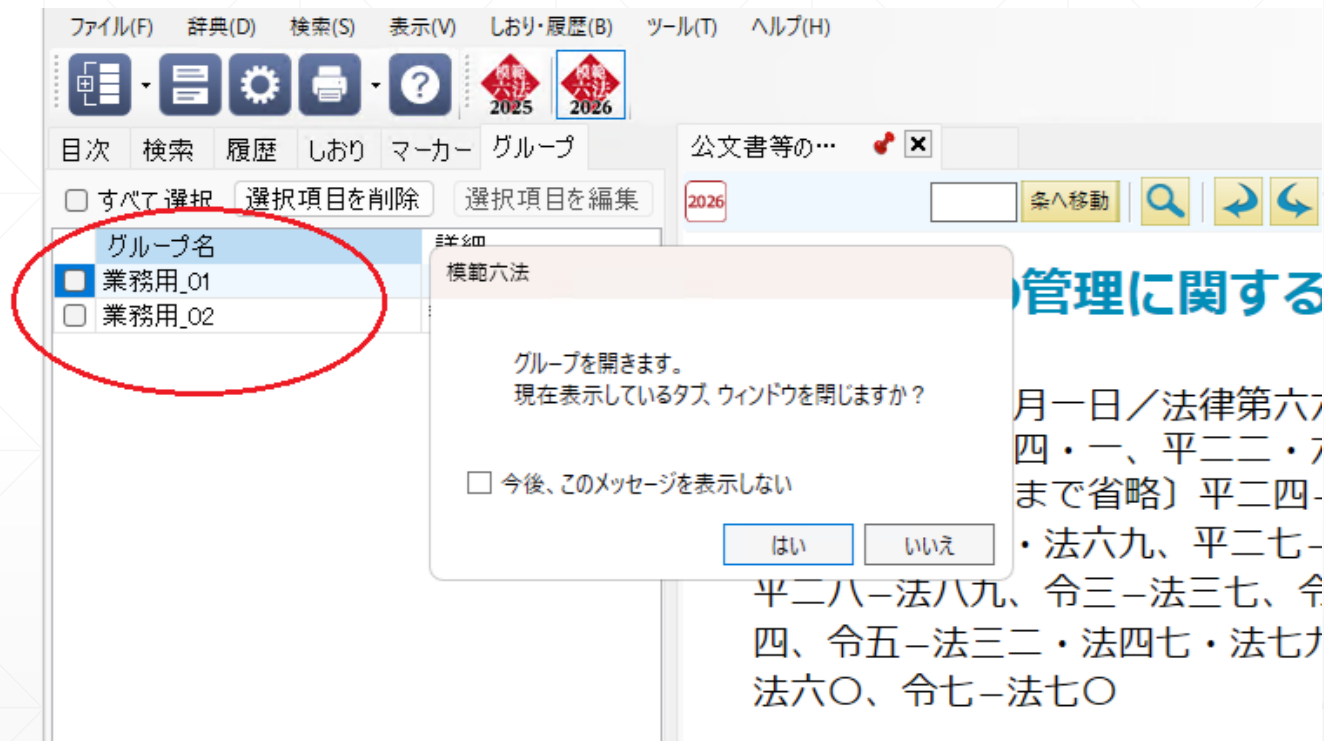 ファイル(F) 辞典(D) 検索(S) 表示(V) しおり・履歴(B) ツール(T) ヘルプ(H)
模範六法 2025 模範六法 2026
目次 検索 履歴 しおり マーカー グループ 公文書等の…
すべて選択 選択項目を削除 選択項目を編集 2026 条へ移動
グループ名 詳細
業務用_01
業務用_02
模範六法
グループを開きます。
現在表示しているタブ、ウィンドウを閉じますか？
今後、このメッセージを表示しない
はい いいえ
管理に関する
月一日／法律第六
四・一、平二二・
まで省略〕平二四
・法六九、平二七–
平二八–法八九、令三–法三七、令
四、令五–法三二・法四七・法七
法六〇、令七–法七〇